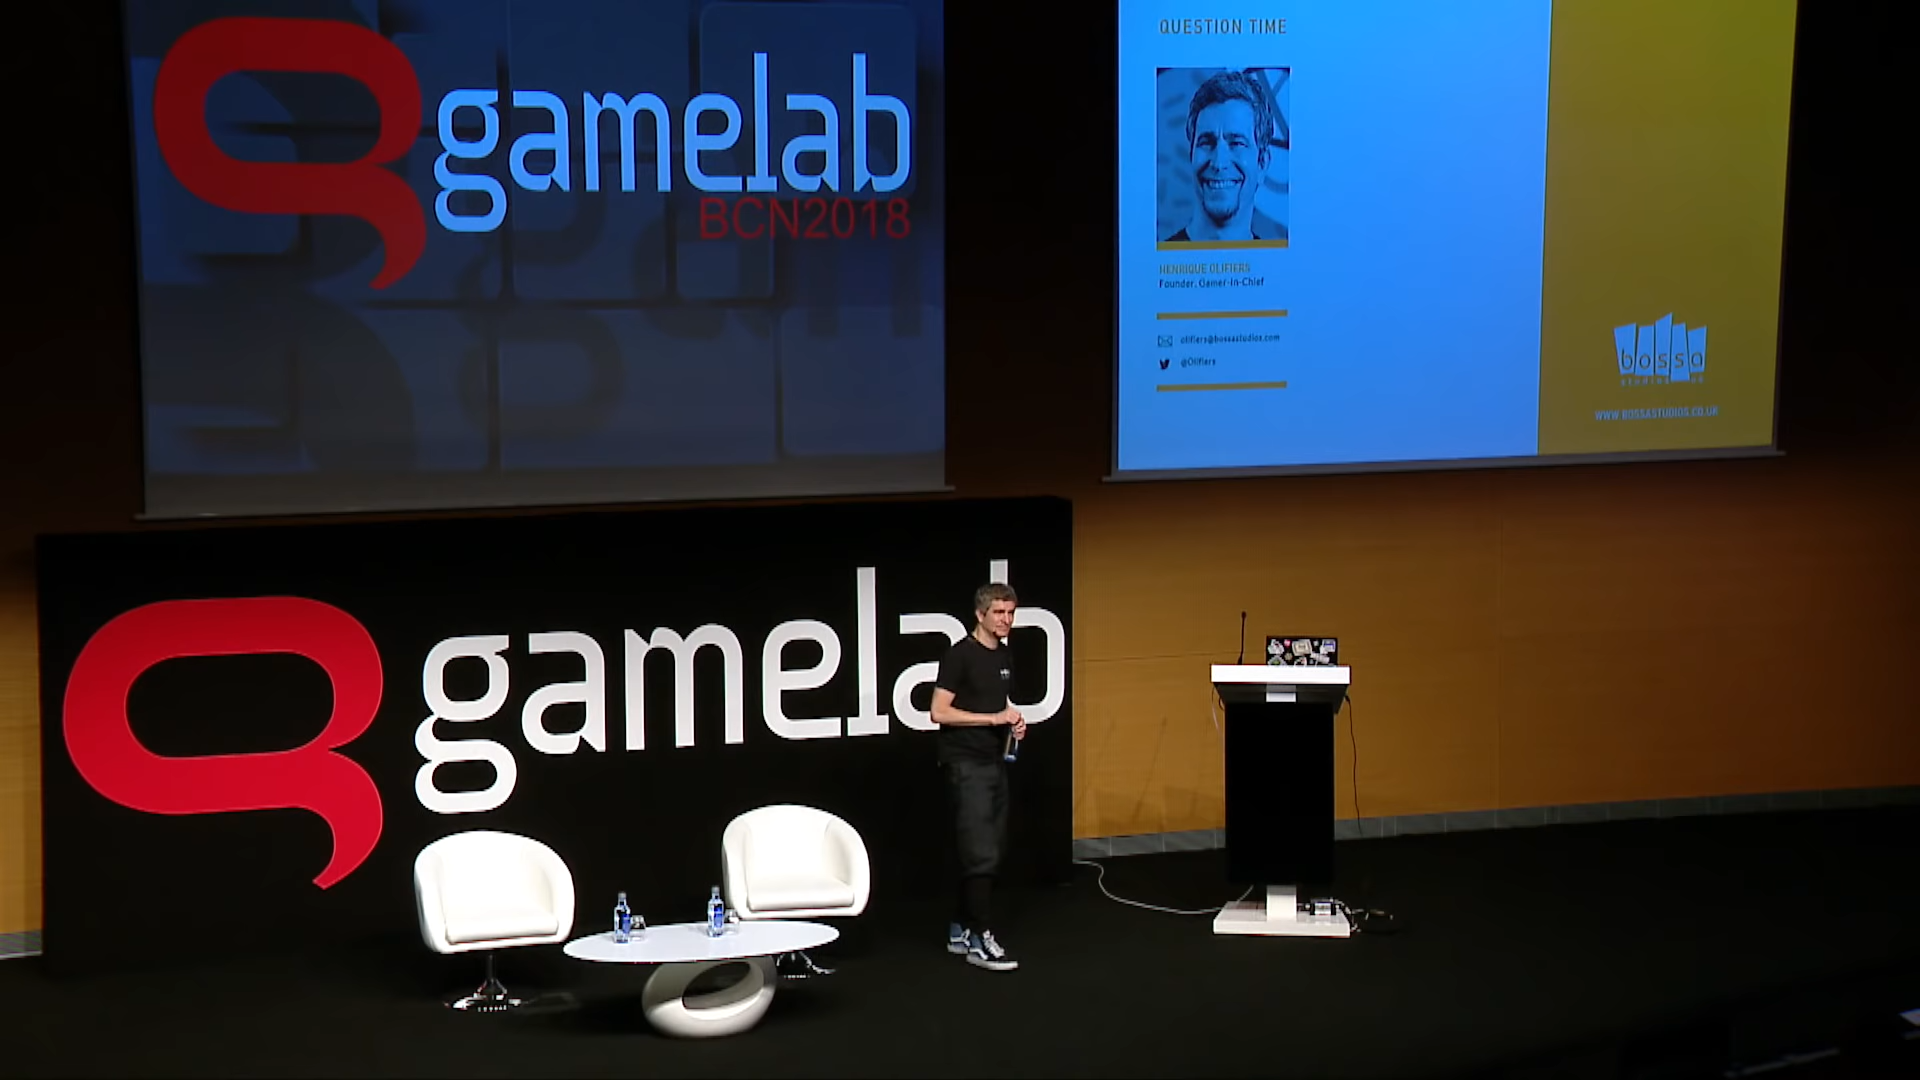 gamelab
BCN2018
QUESTION TIME
HENRIQUE OLIFIERS
Founder, Gamer-in-Chief
olifiers@bossastudios.com
@Olifiers
bossa
studios
WWW.BOSSASTUDIOS.CO.UK
gamelab